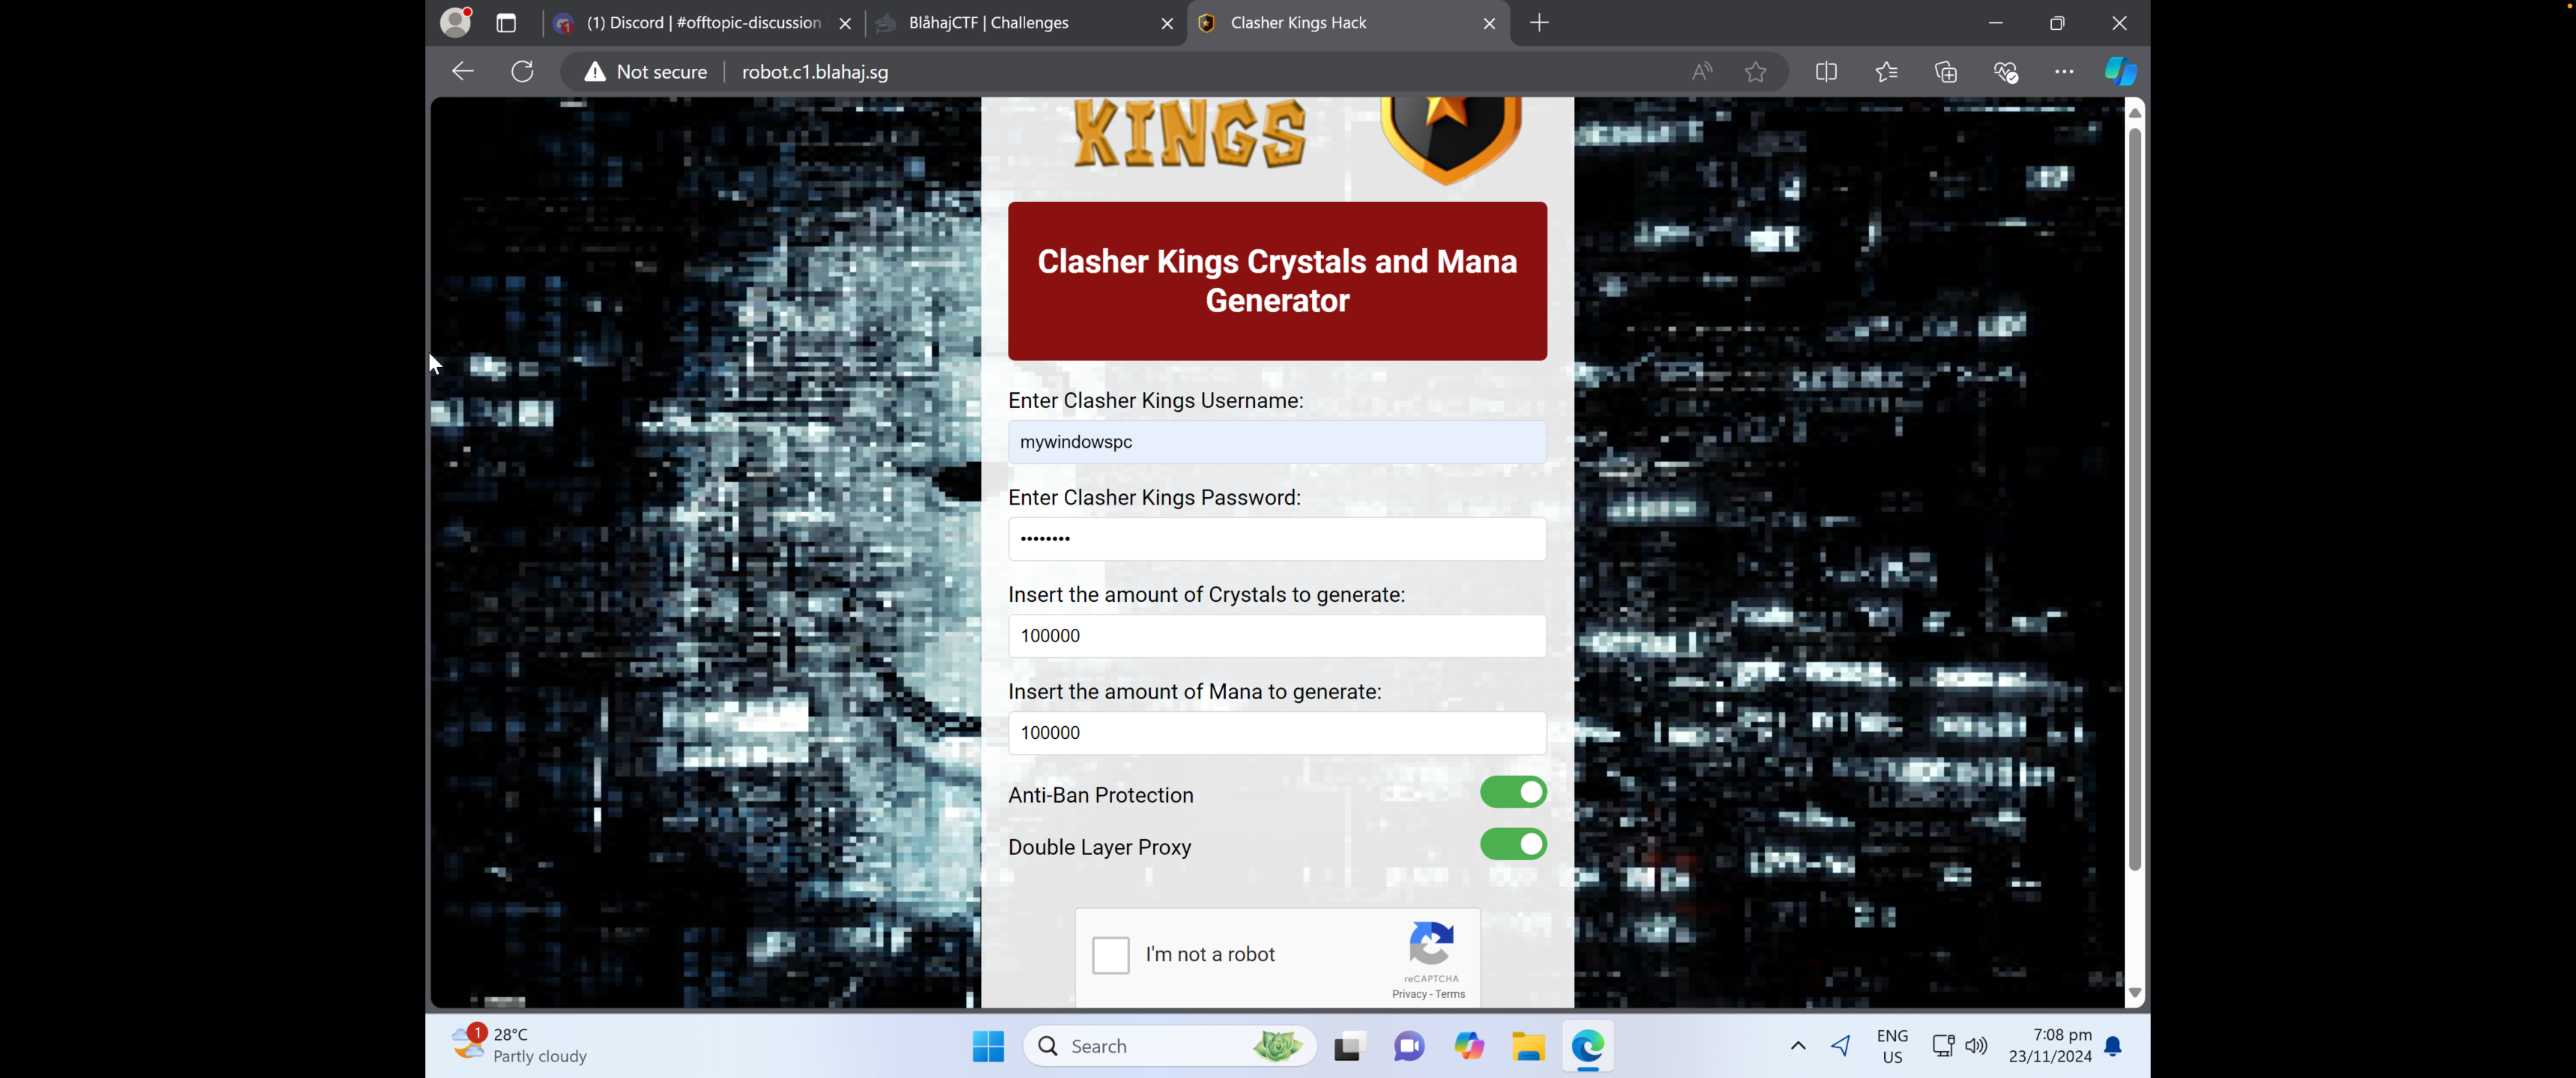 (1) Discord | #offtopic-discussion
BlåhajCTF | Challenges
Clasher Kings Hack
Not secure
robot.c1.blahaj.sg
KINGS
Clasher Kings Crystals and Mana
Generator
Enter Clasher Kings Username:
mywindowspc
Enter Clasher Kings Password:
••••••••
Insert the amount of Crystals to generate:
100000
Insert the amount of Mana to generate:
100000
Anti-Ban Protection
Double Layer Proxy
I'm not a robot
reCAPTCHA
Privacy - Terms
1
28°C
Partly cloudy
Search
ENG
US
7:08 pm
23/11/2024